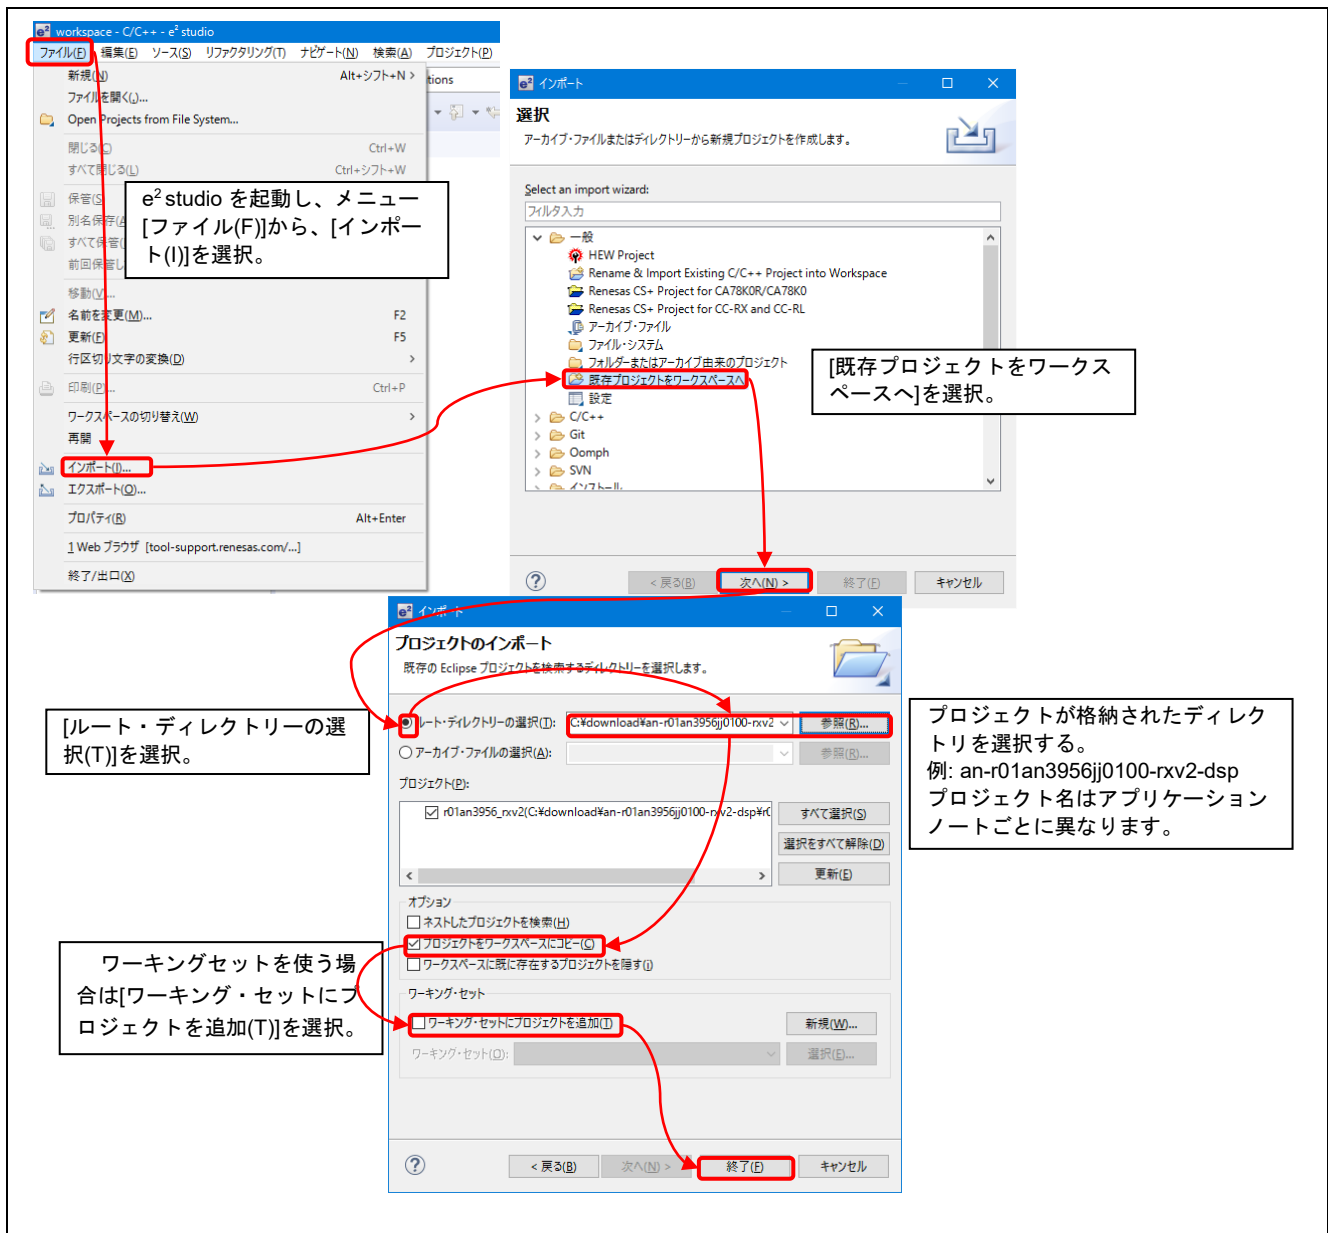 workspace - C/C++ - e² studio
ファイル(F) 編集(E) ソース(S) リファクタリング(T) ナビゲート(N) 検索(A) プロジェクト(P)
新規(N) Alt+シフト+N >
ファイルを開く(.)...
Open Projects from File System...
閉じる(C) Ctrl+W
すべて閉じる(L) Ctrl+シフト+W
保管(S)
別名保存(A
すべて保管(
前回保管し
移動(V)...
名前を変更(M)... F2
更新(F) F5
行区切り文字の変換(D) >
印刷(P)... Ctrl+P
ワークスペースの切り替え(W) >
再開
インポート(I)...
エクスポート(O)...
プロパティ(R) Alt+Enter
1 Web ブラウザ [tool-support.renesas.com/...]
終了/出口(X)
tions
e² studio を起動し、メニュー
[ファイル(F)]から、[インポー
ト(I)]を選択。
インポート
選択
アーカイブ・ファイルまたはディレクトリーから新規プロジェクトを作成します。
Select an import wizard:
フィルタ入力
一般
HEW Project
Rename & Import Existing C/C++ Project into Workspace
Renesas CS+ Project for CA78K0R/CA78K0
Renesas CS+ Project for CC-RX and CC-RL
アーカイブ・ファイル
ファイル・システム
フォルダーまたはアーカイブ由来のプロジェクト
既存プロジェクトをワークスペースへ
設定
> C/C++
> Git
> Oomph
> SVN
> インストール
[既存プロジェクトをワークス
ペースへ]を選択。
< 戻る(B) 次へ(N) > 終了(F) キャンセル
インポート
プロジェクトのインポート
既存の Eclipse プロジェクトを検索するディレクトリーを選択します。
ルート・ディレクトリーの選択(T): C:¥download¥an-r01an3956jj0100-rxv2 参照(R)...
アーカイブ・ファイルの選択(A): 参照(R)...
プロジェクト(P):
r01an3956_rxv2(C:¥download¥an-r01an3956jj0100-rxv2-dsp¥r0 すべて選択(S)
選択をすべて解除(D)
更新(E)
オプション
ネストしたプロジェクトを検索(H)
プロジェクトをワークスペースにコピー(C)
ワークスペースに既に存在するプロジェクトを隠す(i)
ワーキング・セット
ワーキング・セットにプロジェクトを追加(T) 新規(W)...
ワーキング・セット(O): 選択(E)...
< 戻る(B) 次へ(N) > 終了(F) キャンセル
[ルート・ディレクトリーの選
択(T)]を選択。
プロジェクトが格納されたディレク
トリを選択する。
例: an-r01an3956jj0100-rxv2-dsp
プロジェクト名はアプリケーション
ノートごとに異なります。
ワーキングセットを使う場
合は[ワーキング・セットにプ
ロジェクトを追加(T)]を選択。